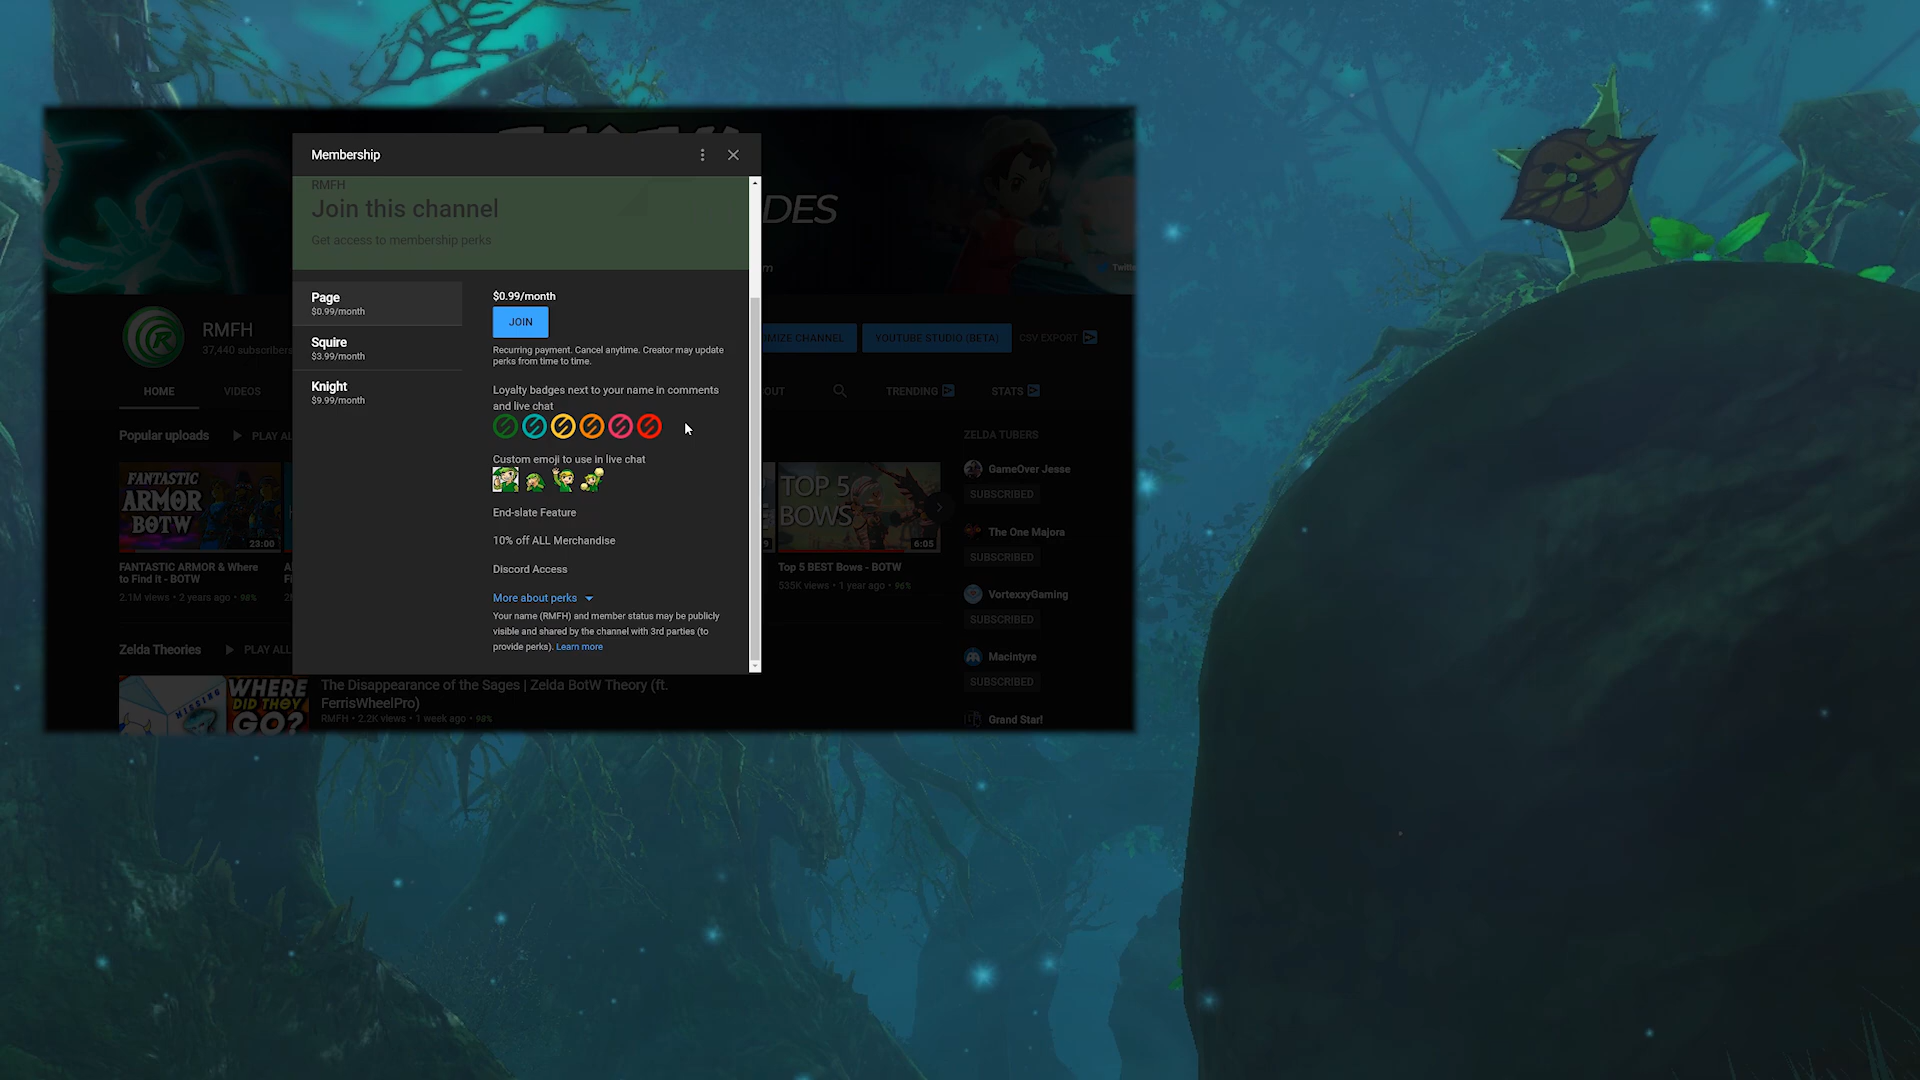 Membership
RMFH
Join this channel
Get access to membership perks
Page
$0.99/month
Squire
$3.99/month
Knight
$9.99/month
$0.99/month
JOIN
Recurring payment. Cancel anytime. Creator may update
perks from time to time.
Loyalty badges next to your name in comments
and live chat
Custom emoji to use in live chat
End-slate Feature
10% off ALL Merchandise
Discord Access
More about perks
Your name (RMFH) and member status may be publicly
visible and shared by the channel with 3rd parties (to
provide perks). Learn more
DES
RMFH
37,440 subscribers
MIZE CHANNEL
YOUTUBE STUDIO (BETA)
CSV EXPORT
HOME
VIDEOS
OUT
TRENDING
STATS
Popular uploads
PLAY AL
FANTASTIC
ARMOR
BOTW
23:00
FANTASTIC ARMOR & Where
to Find It - BOTW
2.1M views • 2 years ago • 98%
TOP 5
BOWS
6:05
Top 5 BEST Bows - BOTW
535K views • 1 year ago • 96%
ZELDA TUBERS
GameOver Jesse
SUBSCRIBED
The One Majora
SUBSCRIBED
VortexxyGaming
SUBSCRIBED
Macintyre
SUBSCRIBED
Grand Star!
Zelda Theories
PLAY ALL
MISSING
WHERE
DID THEY
GO?
The Disappearance of the Sages | Zelda BotW Theory (ft.
FerrisWheelPro)
RMFH • 2.2K views • 1 week ago • 98%